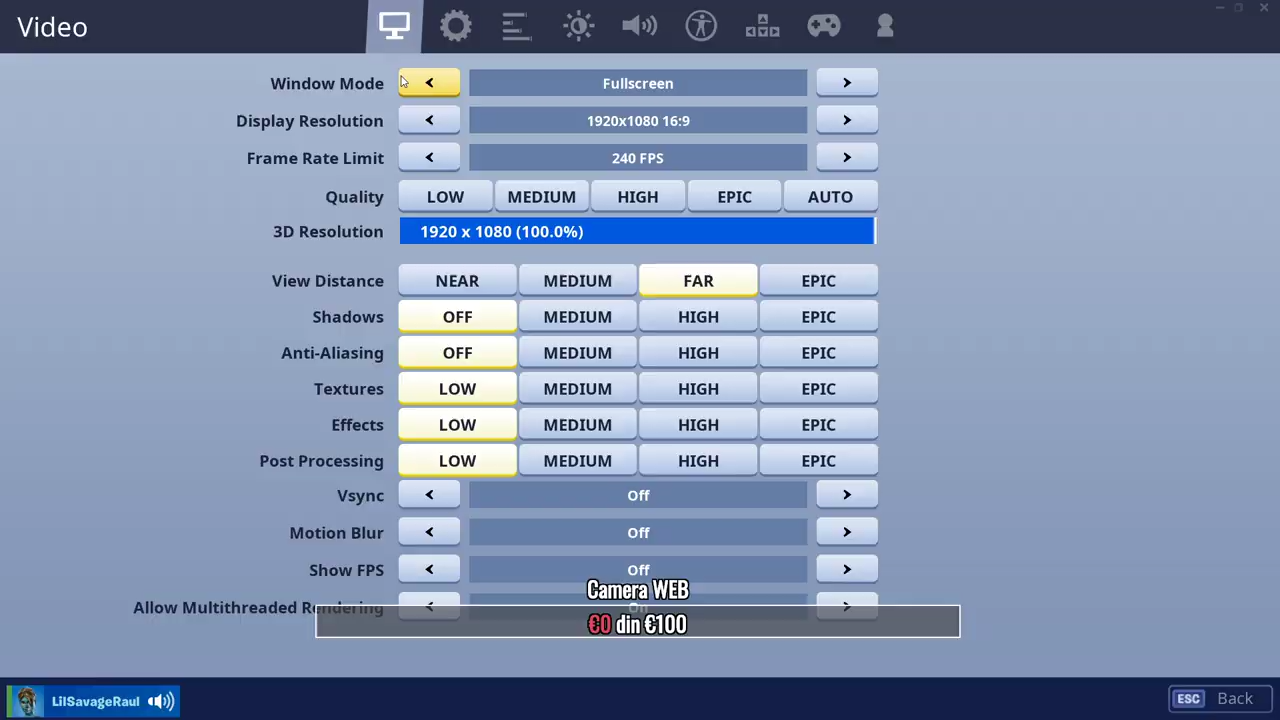 Video
Window Mode < Fullscreen >
Display Resolution < 1920x1080 16:9 >
Frame Rate Limit < 240 FPS >
Quality LOW MEDIUM HIGH EPIC AUTO
3D Resolution 1920 x 1080 (100.0%)
View Distance NEAR MEDIUM FAR EPIC
Shadows OFF MEDIUM HIGH EPIC
Anti-Aliasing OFF MEDIUM HIGH EPIC
Textures LOW MEDIUM HIGH EPIC
Effects LOW MEDIUM HIGH EPIC
Post Processing LOW MEDIUM HIGH EPIC
Vsync < Off >
Motion Blur < Off >
Show FPS < Off >
Camera WEB
Allow Multithreaded Rendering < On >
€0 din €100
LilSavageRaul
ESC Back